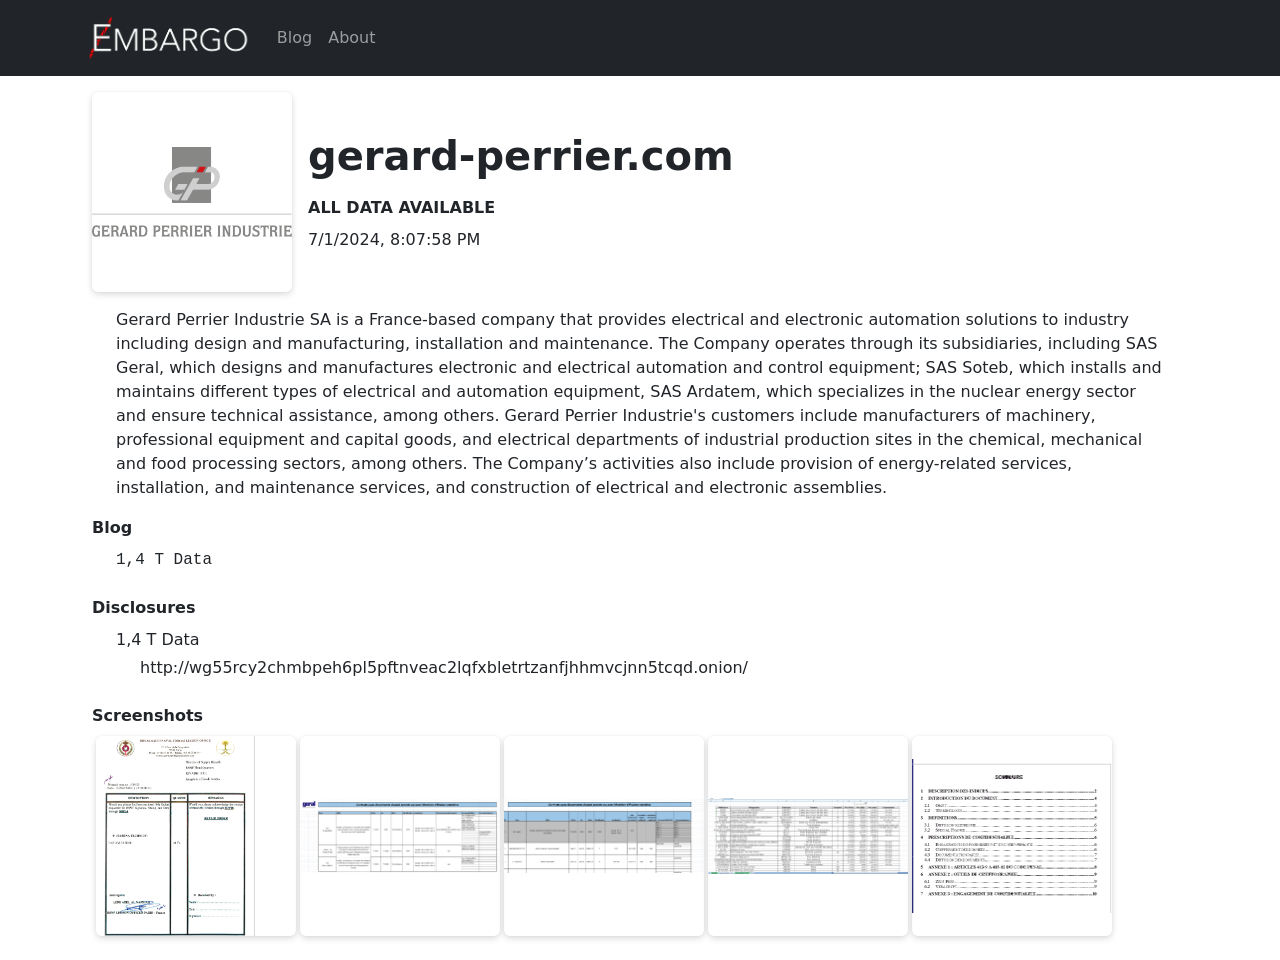 EMBARGO Blog About
gerard-perrier.com
GERARD PERRIER INDUSTRIE
ALL DATA AVAILABLE
7/1/2024, 8:07:58 PM
Gerard Perrier Industrie SA is a France-based company that provides electrical and electronic automation solutions to industry
including design and manufacturing, installation and maintenance. The Company operates through its subsidiaries, including SAS
Geral, which designs and manufactures electronic and electrical automation and control equipment; SAS Soteb, which installs and
maintains different types of electrical and automation equipment, SAS Ardatem, which specializes in the nuclear energy sector
and ensure technical assistance, among others. Gerard Perrier Industrie's customers include manufacturers of machinery,
professional equipment and capital goods, and electrical departments of industrial production sites in the chemical, mechanical
and food processing sectors, among others. The Company’s activities also include provision of energy-related services,
installation, and maintenance services, and construction of electrical and electronic assemblies.
Blog
1,4 T Data
Disclosures
1,4 T Data
http://wg55rcy2chmbpeh6pl5pftnveac2lqfxbletrtzanfjhhmvcjnn5tcqd.onion/
Screenshots
geral
SOMMAIRE